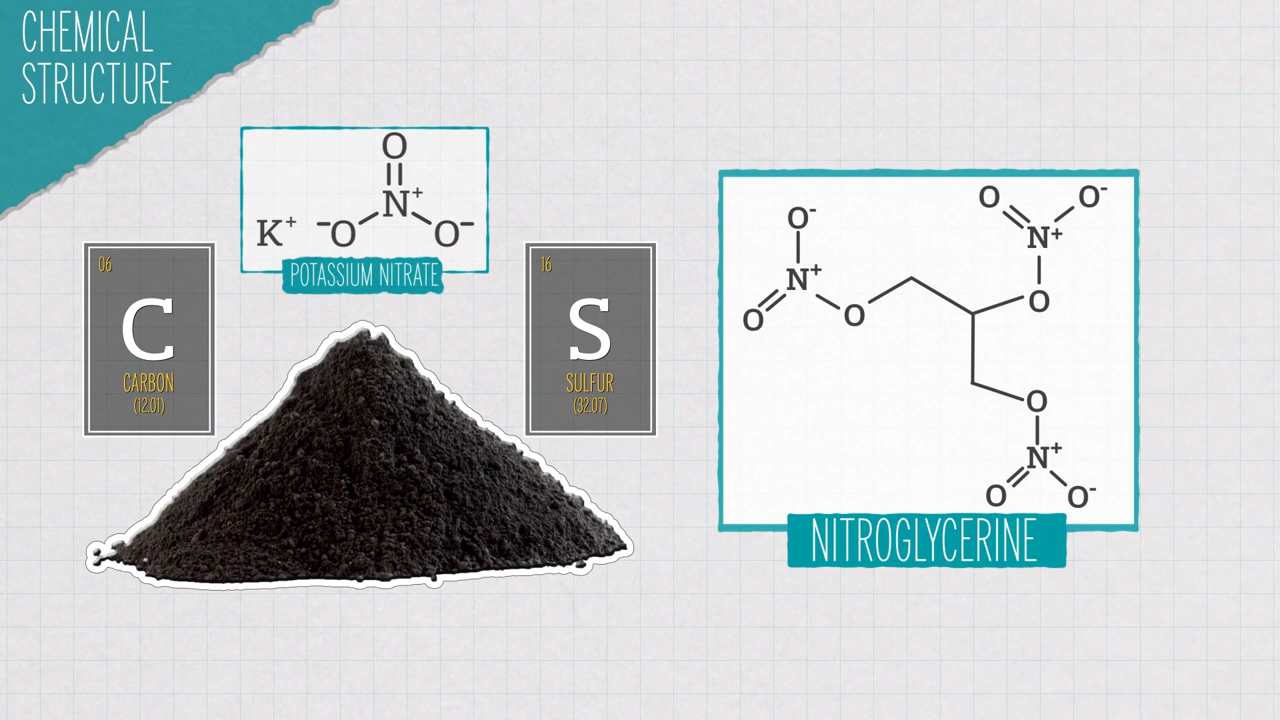 CHEMICAL
STRUCTURE
O
N+
K+ -O O-
POTASSIUM NITRATE
06
C
CARBON
(12.01)
16
S
SULFUR
(32.07)
O- 
N+
O
O
O O-
N+
O
O
N+
O O-
NITROGLYCERINE